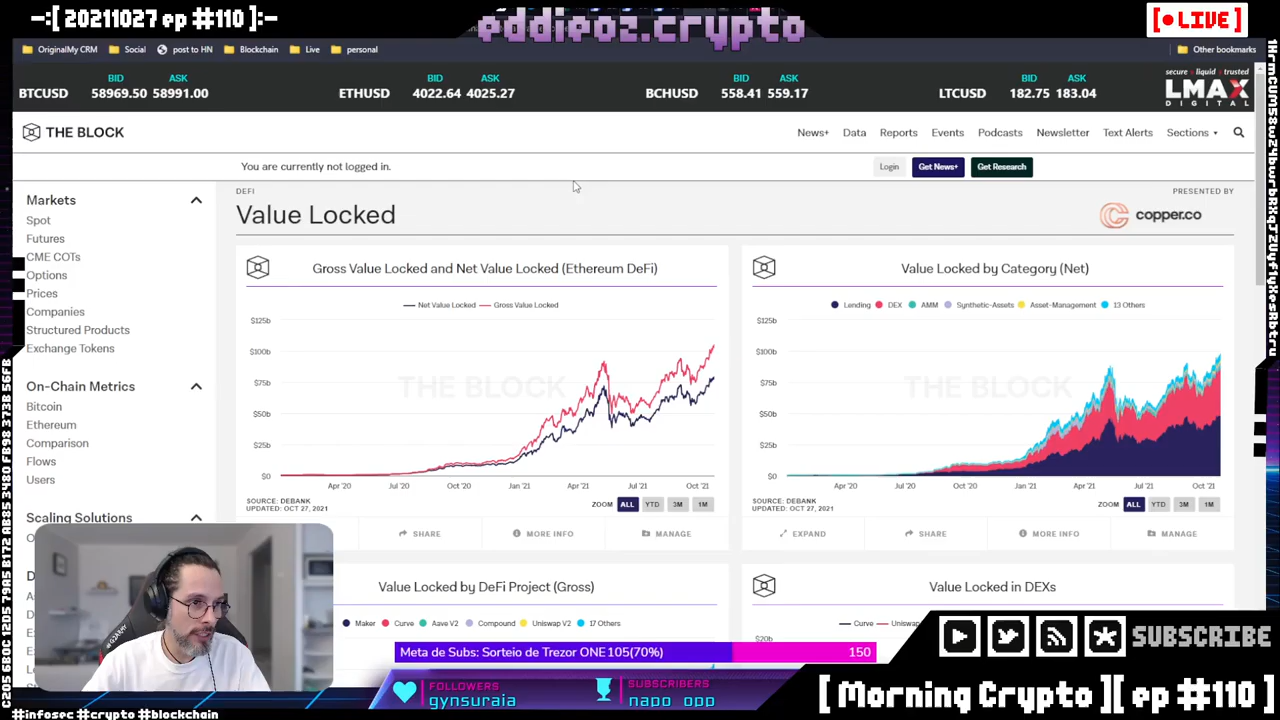 -:[ 20211027 ep #110 ]:-
eddieoz.crypto
[ LIVE ]
OriginalMy CRM
Social
post to HN
Blockchain
Live
personal
Other bookmarks
BID ASK
BTCUSD 58969.50 58991.00
BID ASK
ETHUSD 4022.64 4025.27
BID ASK
BCHUSD 558.41 559.17
BID ASK
LTCUSD 182.75 183.04
secure liquid trusted
LMAX
DIGITAL
THE BLOCK
News+ Data Reports Events Podcasts Newsletter Text Alerts Sections
You are currently not logged in.
Login Get News+ Get Research
Markets
Spot
Futures
CME COTs
Options
Prices
Companies
Structured Products
Exchange Tokens
On-Chain Metrics
Bitcoin
Ethereum
Comparison
Flows
Users
Scaling Solutions
DEFI
Value Locked
PRESENTED BY
copper.co
Gross Value Locked and Net Value Locked (Ethereum DeFi)
Net Value Locked Gross Value Locked
$125b
$100b
$75b
$50b
$25b
$0
THE BLOCK
Apr '20 Jul '20 Oct '20 Jan '21 Apr '21 Jul '21 Oct '21
SOURCE: DEBANK
UPDATED: OCT 27, 2021
ZOOM ALL YTD 3M 1M
SHARE MORE INFO MANAGE
Value Locked by Category (Net)
Lending DEX AMM Synthetic-Assets Asset-Management 13 Others
$125b
$100b
$75b
$50b
$25b
$0
THE BLOCK
Apr '20 Jul '20 Oct '20 Jan '21 Apr '21 Jul '21 Oct '21
SOURCE: DEBANK
UPDATED: OCT 27, 2021
ZOOM ALL YTD 3M 1M
EXPAND SHARE MORE INFO MANAGE
Value Locked by DeFi Project (Gross)
Maker Curve Aave V2 Compound Uniswap V2 17 Others
Value Locked in DEXs
Curve
$20b
Meta de Subs: Sorteio de Trezor ONE 105(70%) 150
FOLLOWERS
gynsuraia
SUBSCRIBERS
napo_opp
SUBSCRIBE
[ Morning Crypto ][ ep #110 ]
#infosec #crypto #blockchain